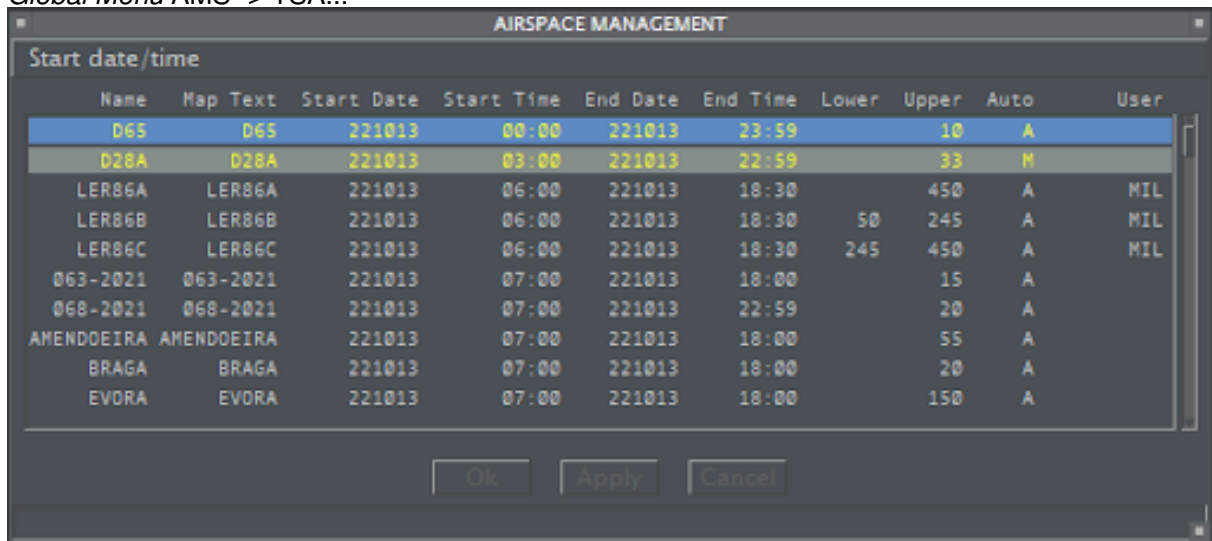 AIRSPACE MANAGEMENT
Start date/time
Name Map Text Start Date Start Time End Date End Time Lower Upper Auto User
D65 D65 221013 00:00 221013 23:59 10 A
D28A D28A 221013 03:00 221013 22:59 33 M
LER86A LER86A 221013 06:00 221013 18:30 450 A MIL
LER86B LER86B 221013 06:00 221013 18:30 50 245 A MIL
LER86C LER86C 221013 06:00 221013 18:30 245 450 A MIL
063-2021 063-2021 221013 07:00 221013 18:00 15 A
068-2021 068-2021 221013 07:00 221013 22:59 20 A
AMENDOEIRA AMENDOEIRA 221013 07:00 221013 18:00 55 A
BRAGA BRAGA 221013 07:00 221013 18:00 20 A
EVORA EVORA 221013 07:00 221013 18:00 150 A
Ok Apply Cancel